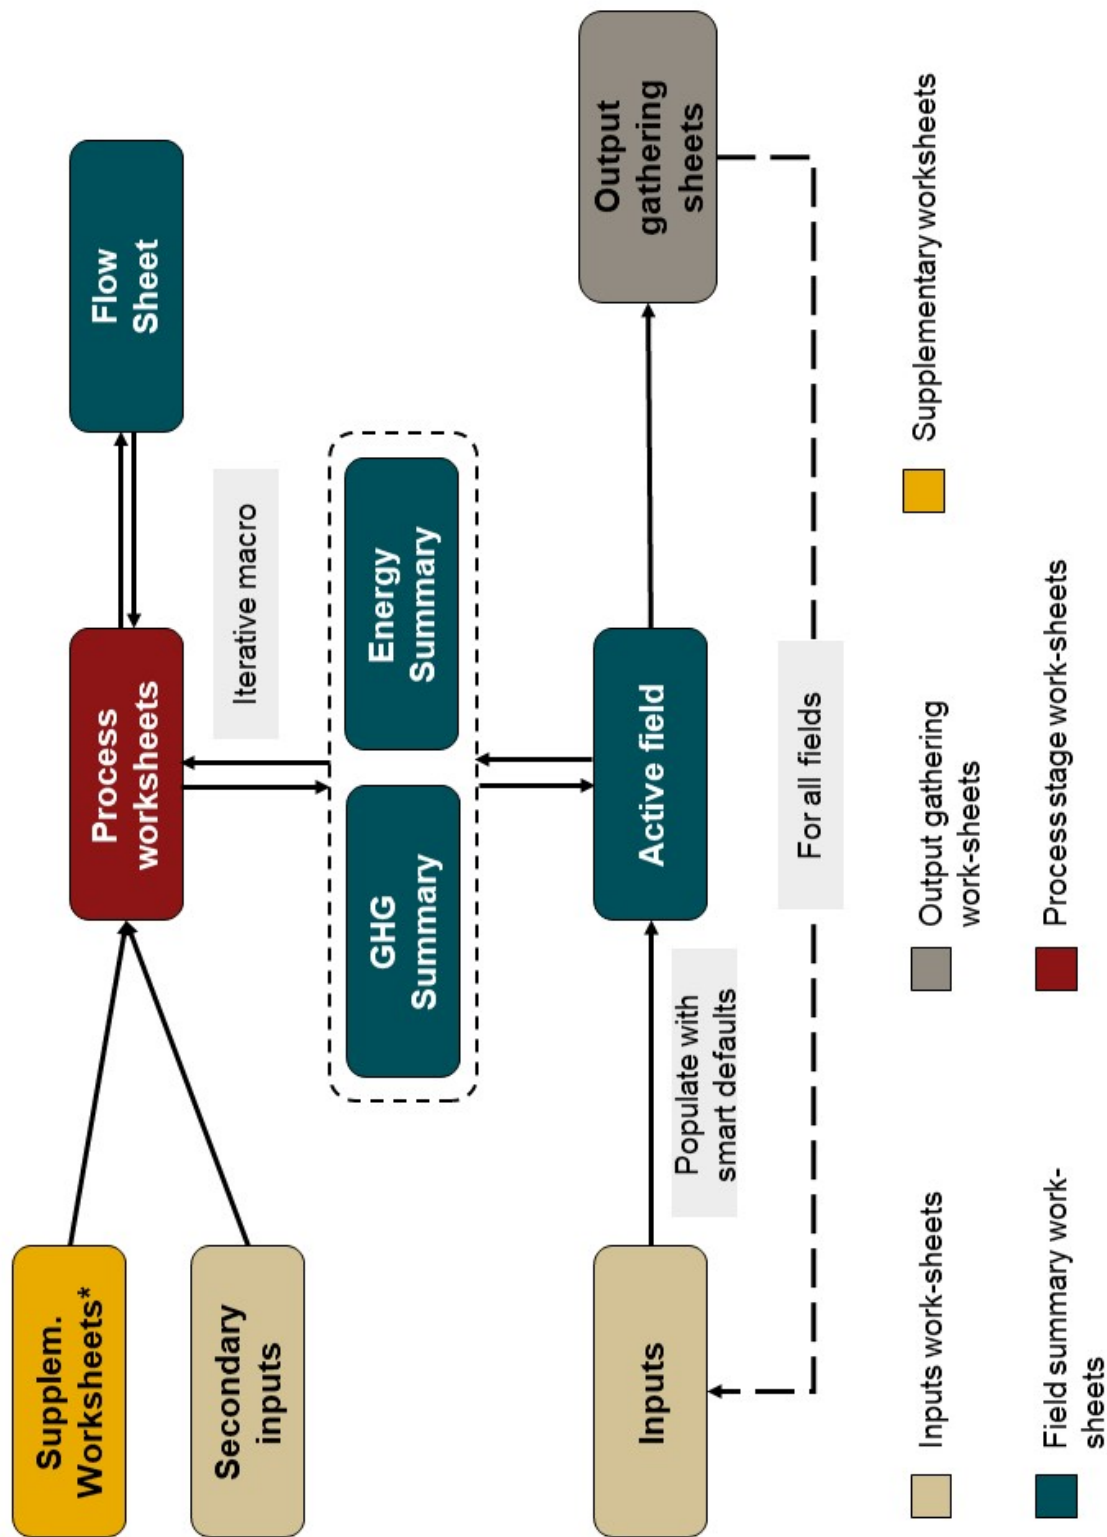 Supplem.
Worksheets*
Process
worksheets
Flow
Sheet
Secondary
inputs
Iterative macro
GHG
Summary
Energy
Summary
Inputs
Populate with
smart defaults
Active field
Output
gathering
sheets
For all fields
Inputs work-sheets
Output gathering
work-sheets
Supplementary worksheets
Field summary work-
sheets
Process stage work-sheets